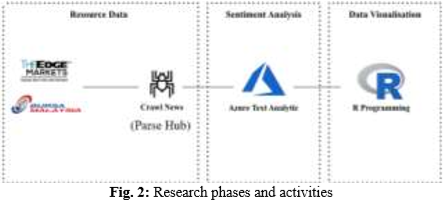 Resource Data
Sentiment Analysis
Data Visualisation
THE EDGE
MARKETS
BURSA
MALAYSIA
Crawl News
(Parse Hub)
Azure Text Analytic
R
R Programming
Fig. 2: Research phases and activities